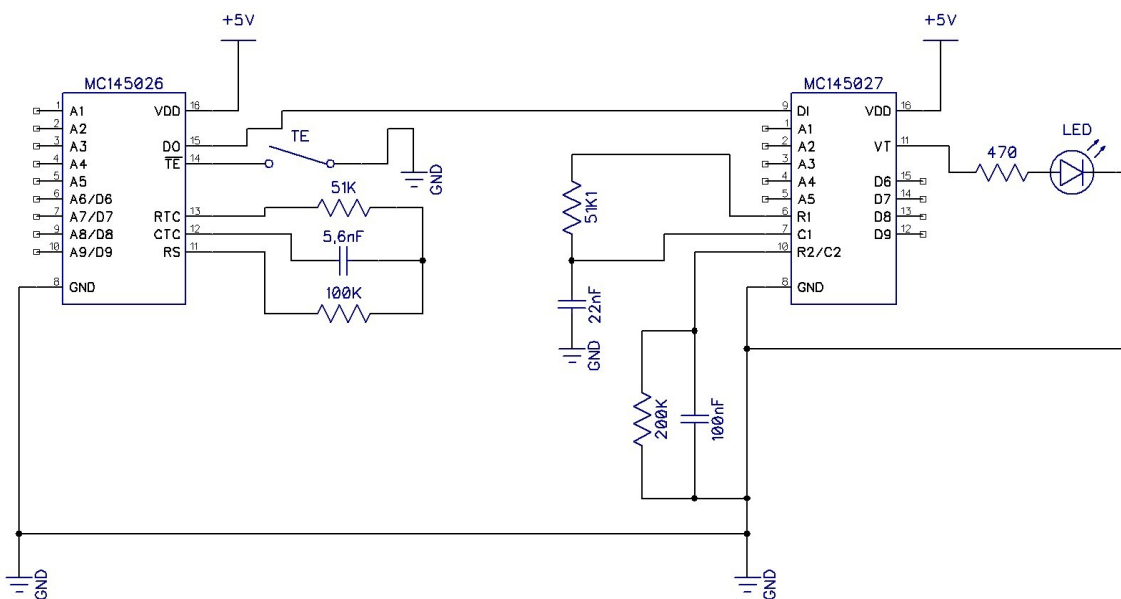 +5V
MC145026
1 A1 VDD 16
2 A2
3 A3 DO 15
4 A4 TE 14
5 A5
6 A6/D6
7 A7/D7 RTC 13
9 A8/D8 CTC 12
10 A9/D9 RS 11
8 GND
TE
GND
51K
5,6nF
100K
GND
+5V
MC145027
9 DI VDD 16
1 A1
2 A2 VT 11
3 A3
4 A4 D6 15
5 A5 D7 14
6 R1 D8 13
7 C1 D9 12
10 R2/C2
8 GND
470
LED
51K1
22nF
GND
200K
100nF
GND